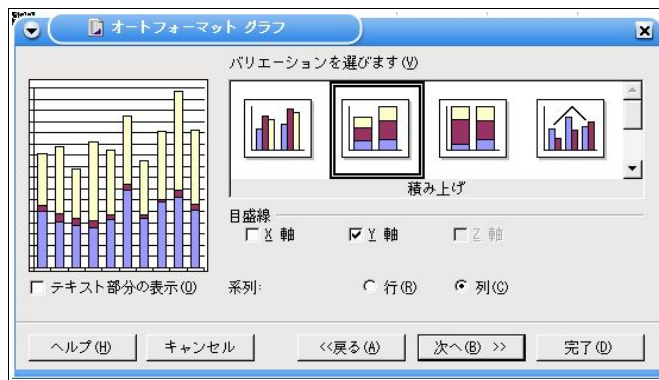 オートフォーマット グラフ
バリエーションを選びます(V)
積み上げ
目盛線
X 軸
Y 軸
Z 軸
テキスト部分の表示(O)
系列:
行(R)
列(C)
ヘルプ(H)
キャンセル
<<戻る(A)
次へ(B) >>
完了(D)